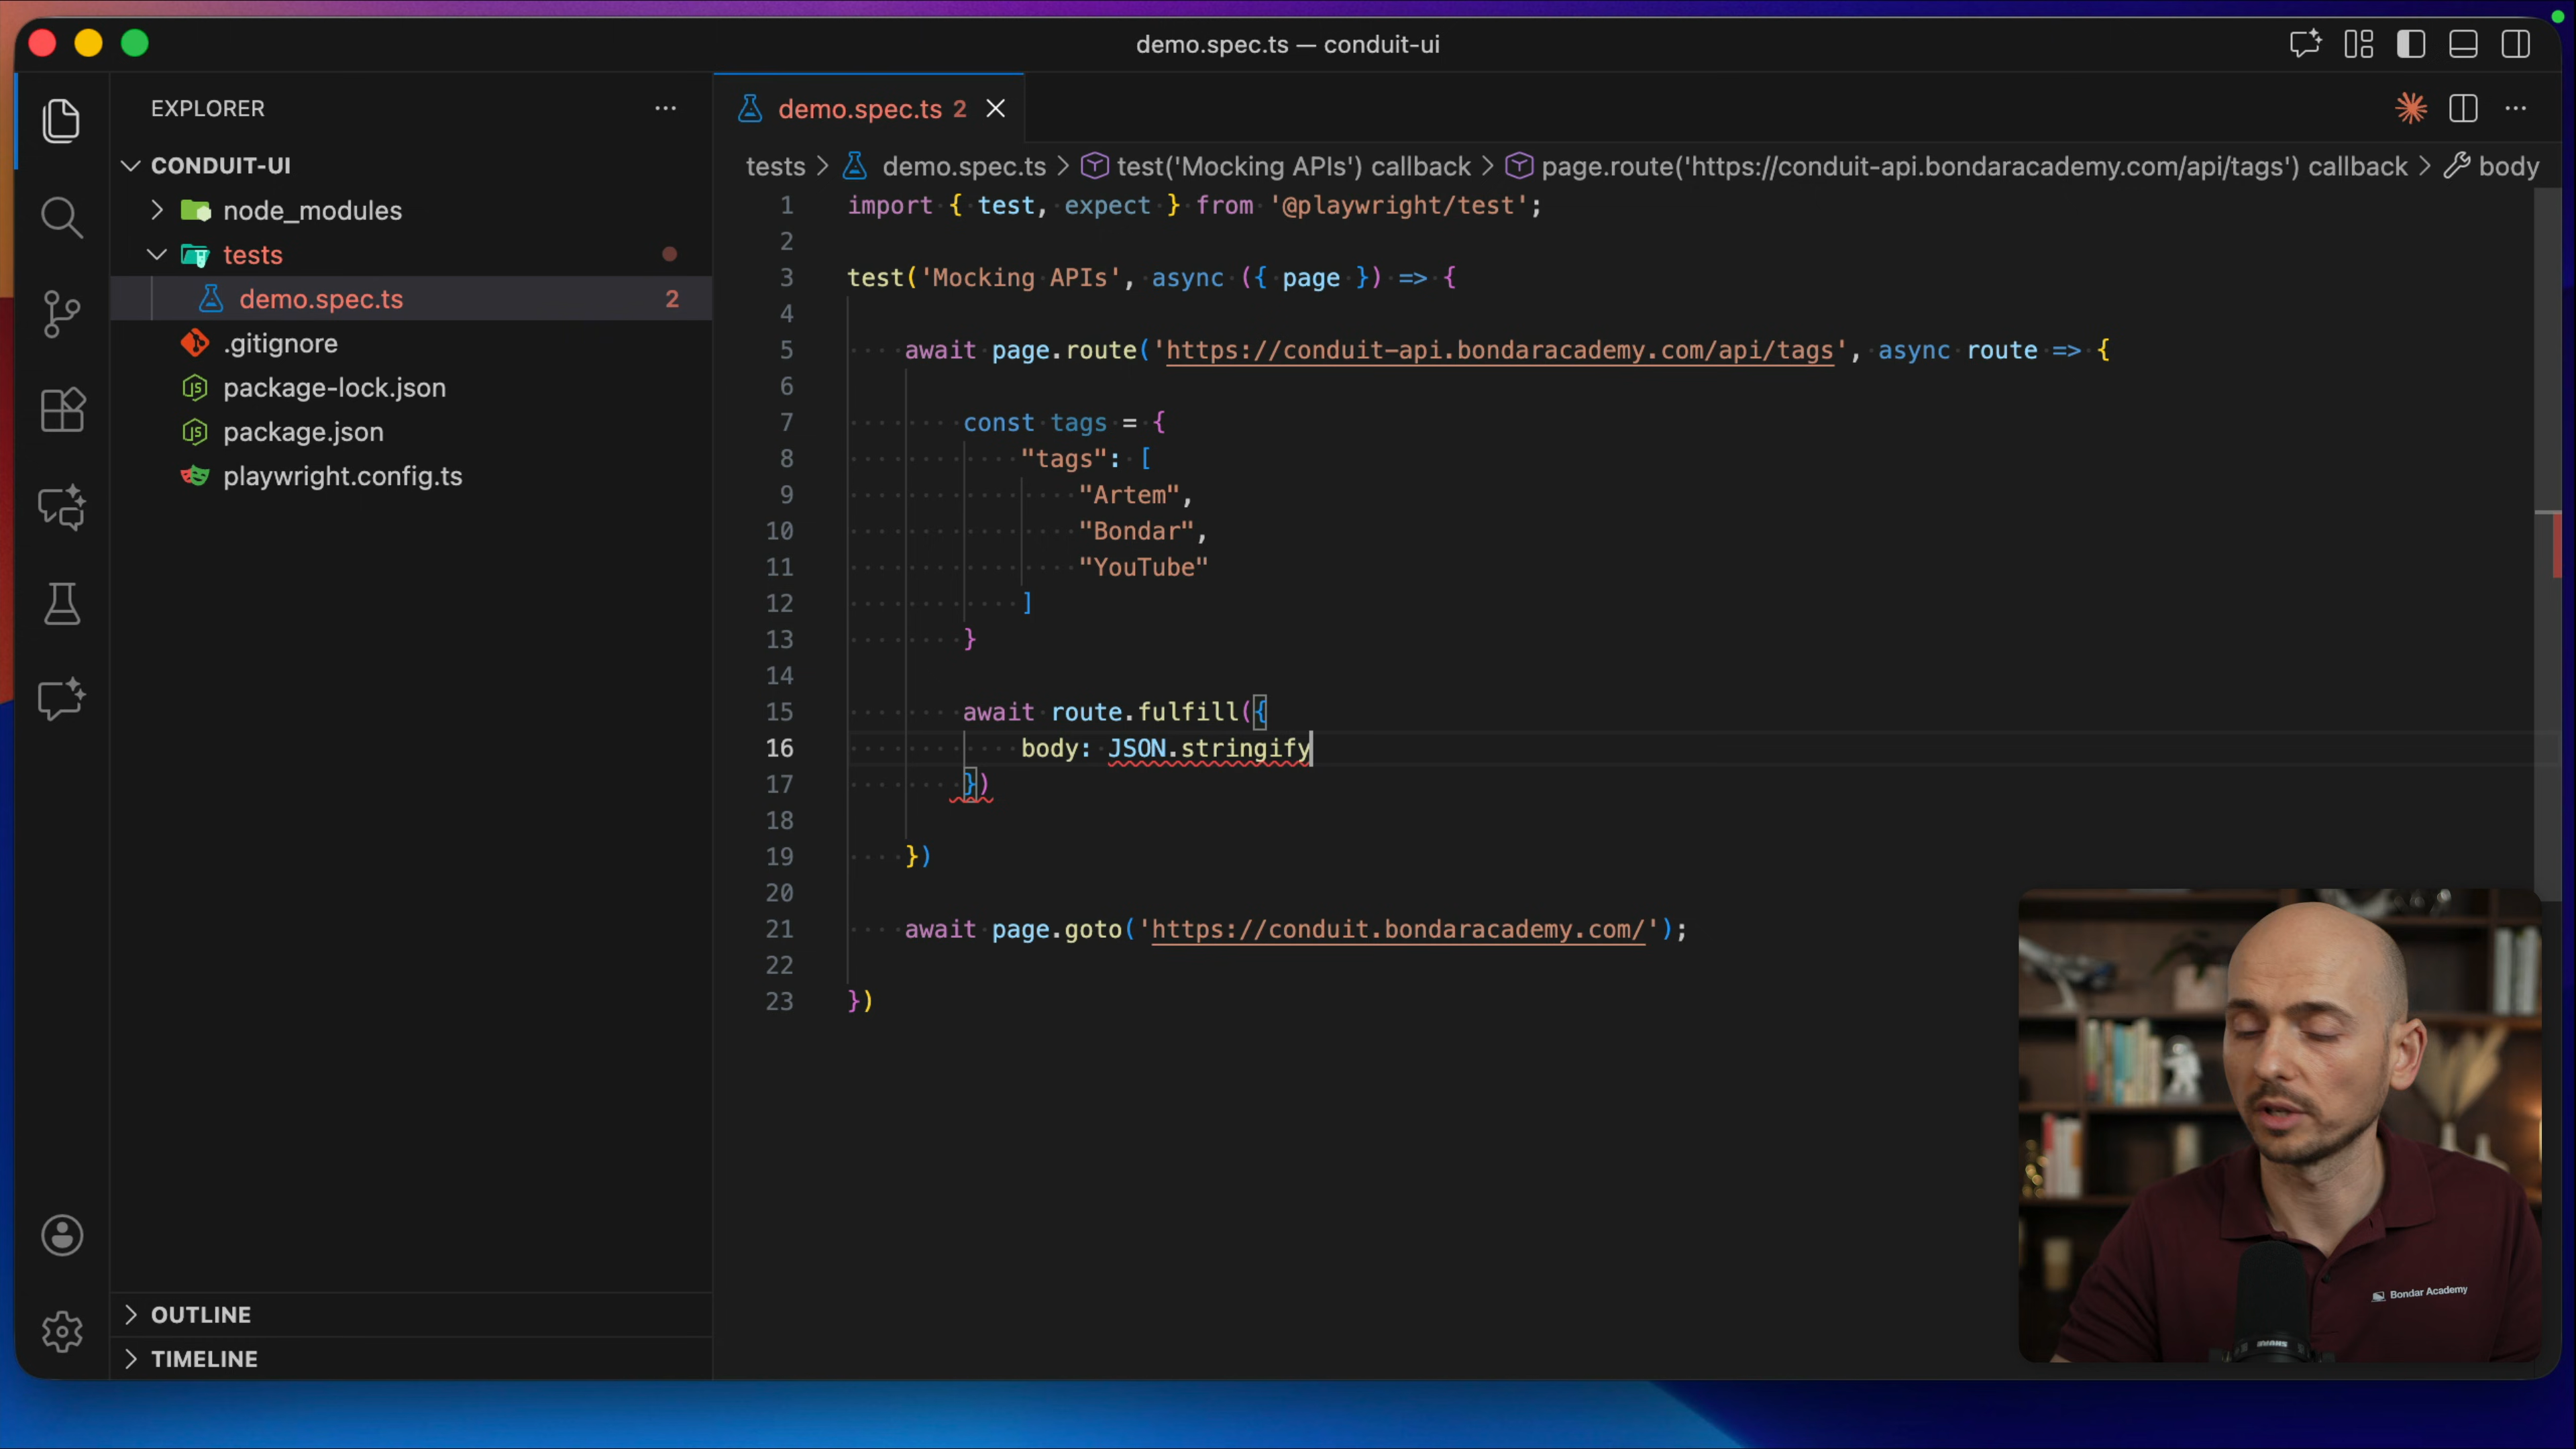 demo.spec.ts — conduit-ui
EXPLORER
CONDUIT-UI
node_modules
tests
demo.spec.ts 2
.gitignore
package-lock.json
package.json
playwright.config.ts
OUTLINE
TIMELINE
demo.spec.ts 2
tests > demo.spec.ts > test('Mocking APIs') callback > page.route('https://conduit-api.bondaracademy.com/api/tags') callback > body
1 import { test, expect } from '@playwright/test';
2
3 test('Mocking APIs', async ({ page }) => {
4
5 await page.route('https://conduit-api.bondaracademy.com/api/tags', async route => {
6
7 const tags = {
8 "tags": [
9 "Artem",
10 "Bondar",
11 "YouTube"
12 ]
13 }
14
15 await route.fulfill({
16 body: JSON.stringify
17 })
18
19 })
20
21 await page.goto('https://conduit.bondaracademy.com/');
22
23 })
Bondar Academy